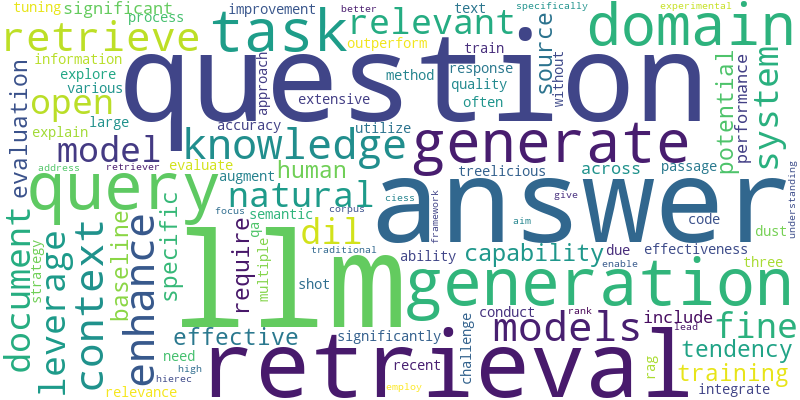 tuning
significant
process
improvement
better
text
specifically
experimental
retrieve
task
relevant
domain
outperform
information
explore
various
question
approach
train
method
response
quality
often
source
without
potential
performance
system
open
large
explain
extensive
accuracy
utilize
evaluation
model
knowledge
generate
address
retriever
evaluate
human
treelicious
across
passage
understanding
query
augment
natural
ciess
answer
give
code
framework
focus
corpus
semantic
qa
aim
dust
document
strategy
leverage
context
baseline
enhance
specific
llm
require
multiple
dil
traditional
shot
ability
capability
due
effectiveness
enable
three
generation
effective
significantly
conduct
rank
models
include
lead
fine
tendency
need
high
hierec
relevance
retrieval
recent
challenge
employ
rag
training
integrate